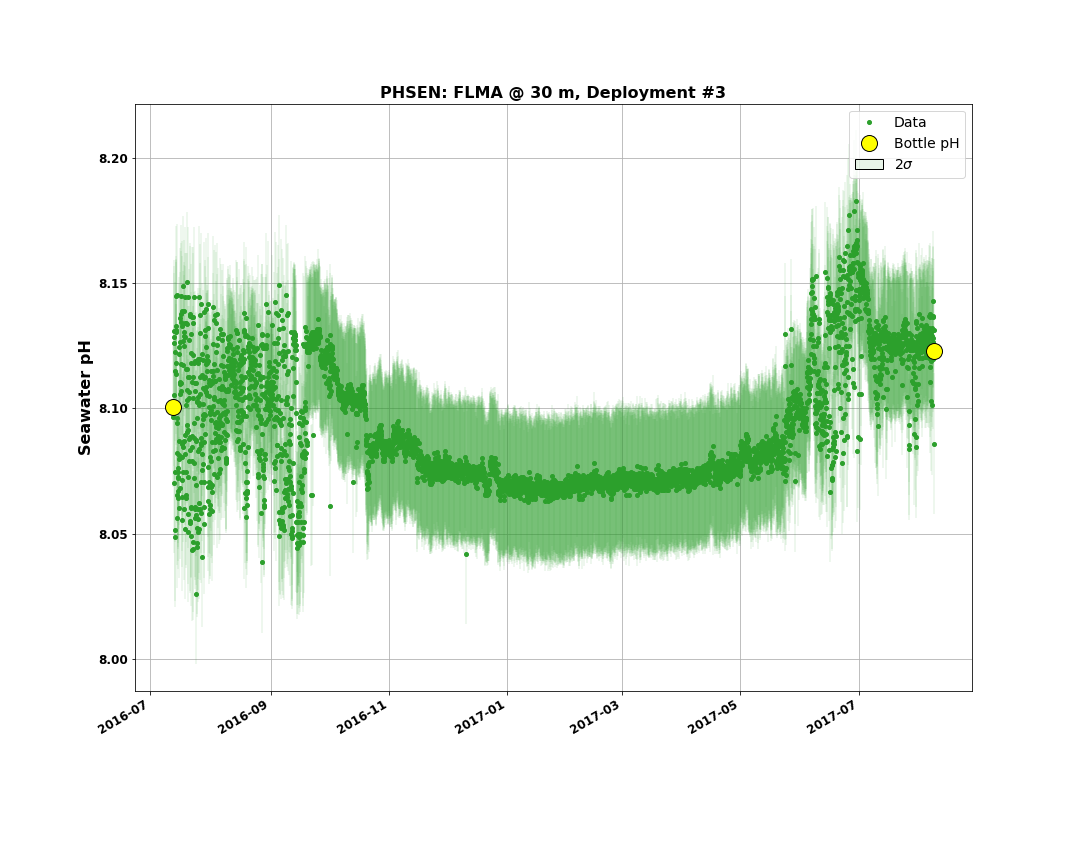 PHSEN: FLMA @ 30 m, Deployment #3
Data
Bottle pH
2σ
Seawater pH
8.20
8.15
8.10
8.05
8.00
2016-07
2016-09
2016-11
2017-01
2017-03
2017-05
2017-07